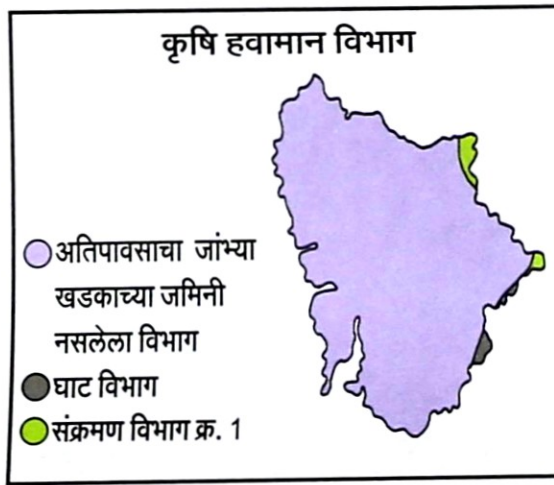 कृषि हवामान विभाग
अतिपावसाचा जांभ्या
खडकाच्या जमिनी
नसलेला विभाग
घाट विभाग
संक्रमण विभाग क्र. 1